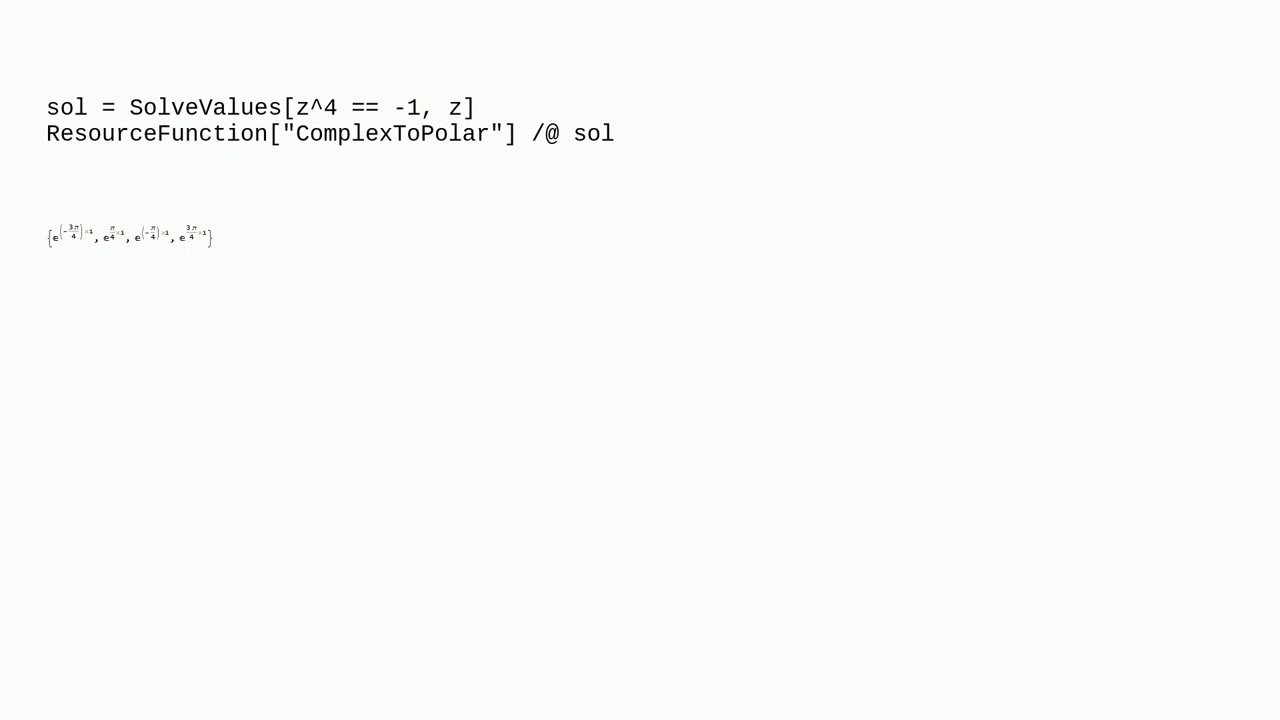 sol = SolveValues[z^4 == -1, z]
ResourceFunction["ComplexToPolar"] /@ sol
{e^((-3π/4)×i), e^(π/4×i), e^((-π/4)×i), e^(3π/4×i)}